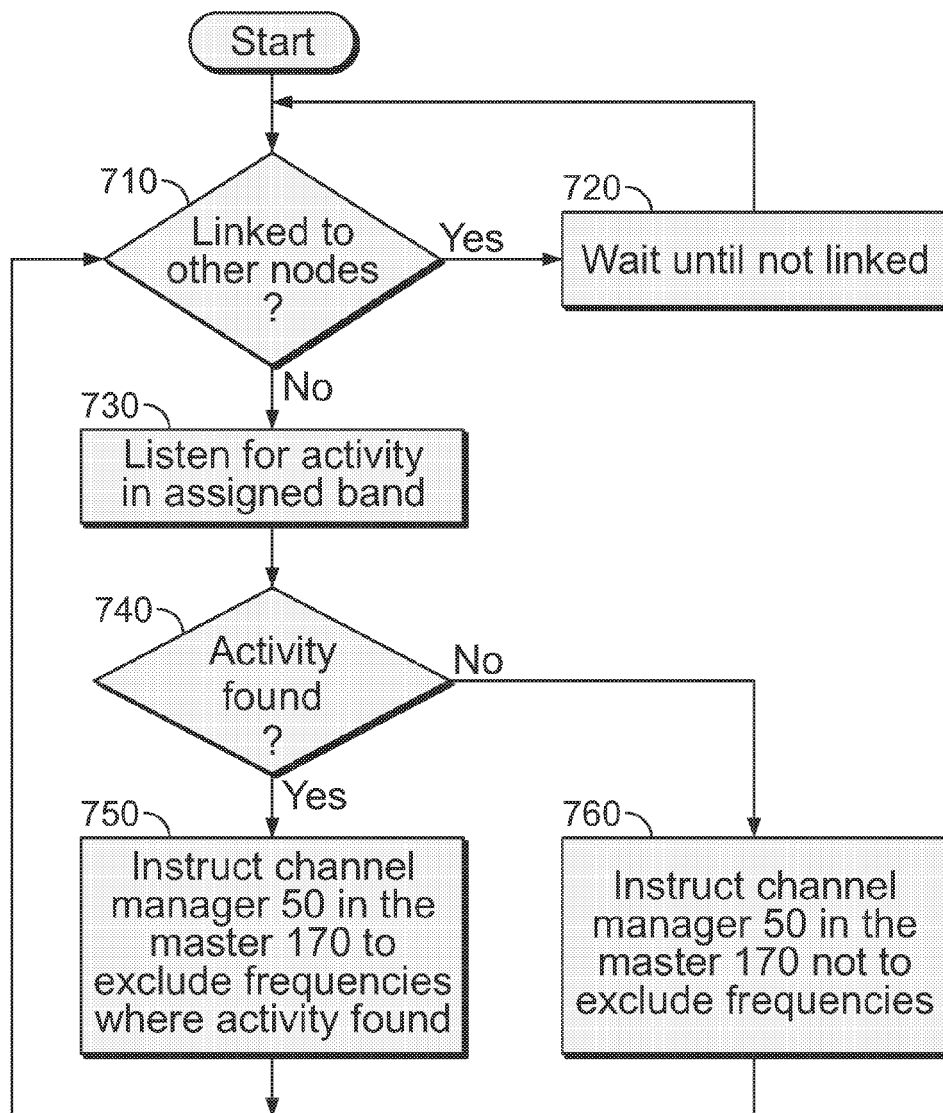 Start
710
Linked to
other nodes
?
Yes
720
Wait until not linked
No
730
Listen for activity
in assigned band
740
Activity
found
?
No
Yes
750
Instruct channel
manager 50 in the
master 170 to
exclude frequencies
where activity found
760
Instruct channel
manager 50 in the
master 170 not to
exclude frequencies